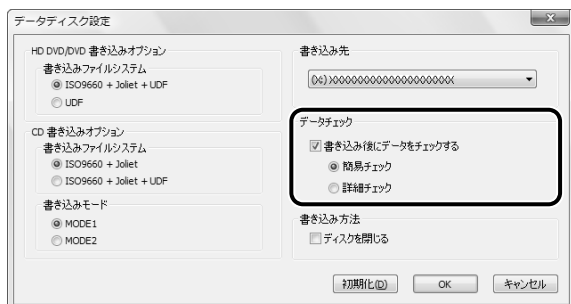 データディスク設定
HD DVD/DVD 書き込みオプション
書き込みファイルシステム
ISO9660 + Joliet + UDF
UDF
CD 書き込みオプション
書き込みファイルシステム
ISO9660 + Joliet
ISO9660 + Joliet + UDF
書き込みモード
MODE1
MODE2
書き込み先
データチェック
書き込み後にデータをチェックする
簡易チェック
詳細チェック
書き込み方法
ディスクを閉じる
初期化(D)
OK
キャンセル